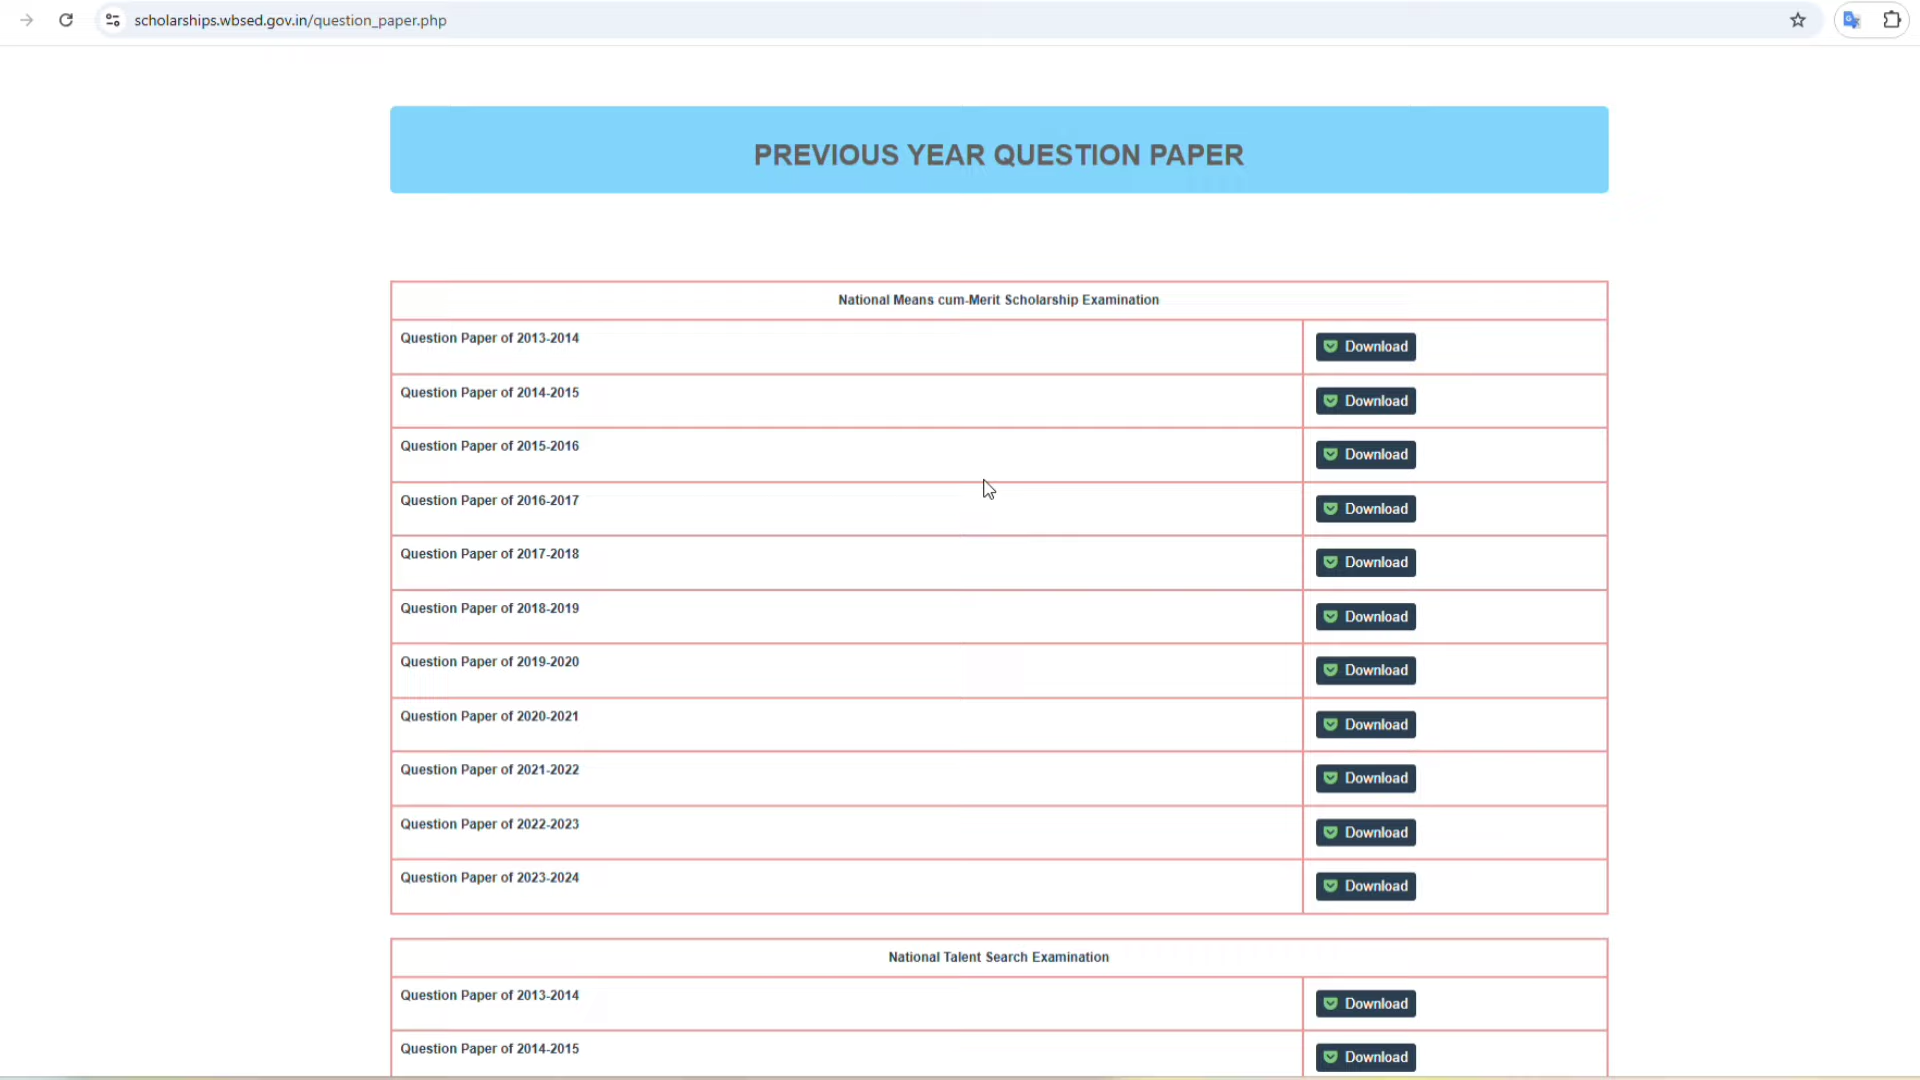 scholarships.wbsed.gov.in/question_paper.php
PREVIOUS YEAR QUESTION PAPER
National Means cum-Merit Scholarship Examination
Question Paper of 2013-2014 Download
Question Paper of 2014-2015 Download
Question Paper of 2015-2016 Download
Question Paper of 2016-2017 Download
Question Paper of 2017-2018 Download
Question Paper of 2018-2019 Download
Question Paper of 2019-2020 Download
Question Paper of 2020-2021 Download
Question Paper of 2021-2022 Download
Question Paper of 2022-2023 Download
Question Paper of 2023-2024 Download
National Talent Search Examination
Question Paper of 2013-2014 Download
Question Paper of 2014-2015 Download